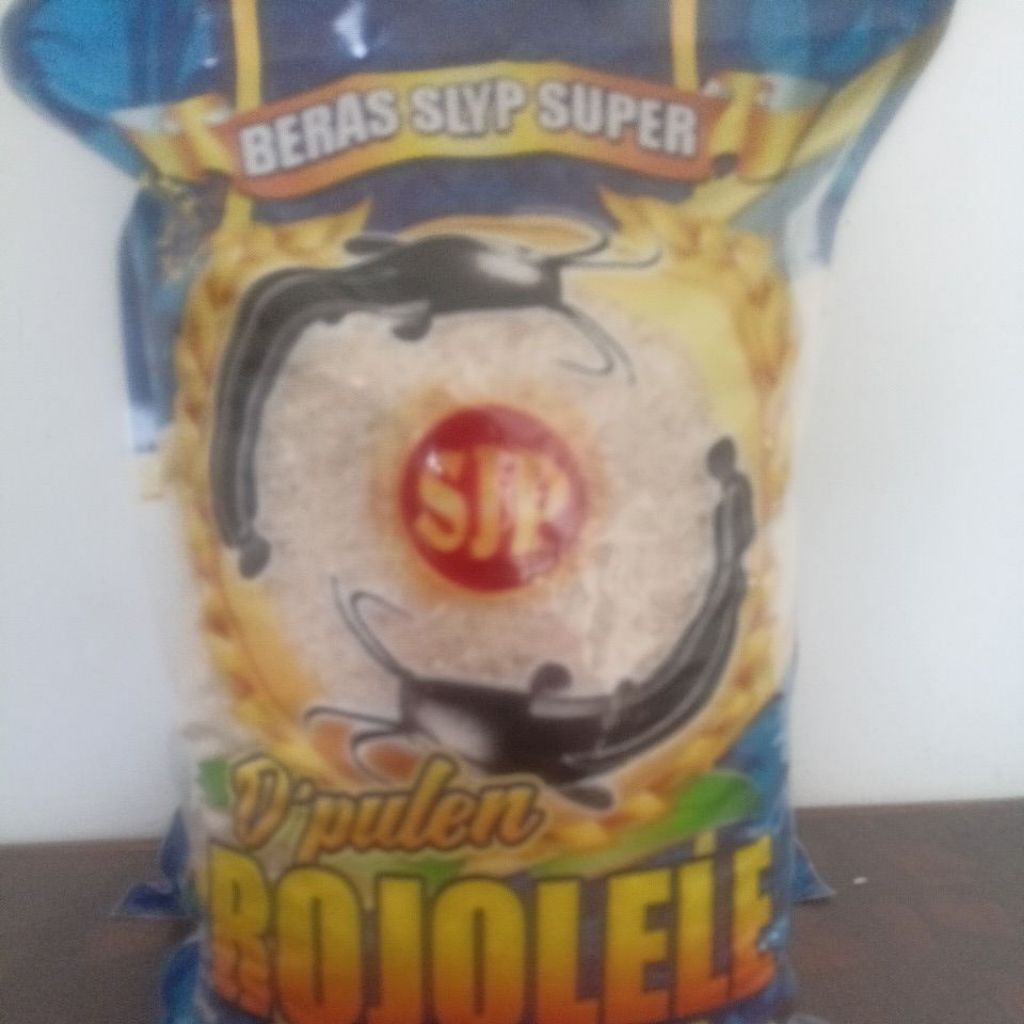 BERAS SLYP SUPER
SJP
D'pulen
ROJOLELE